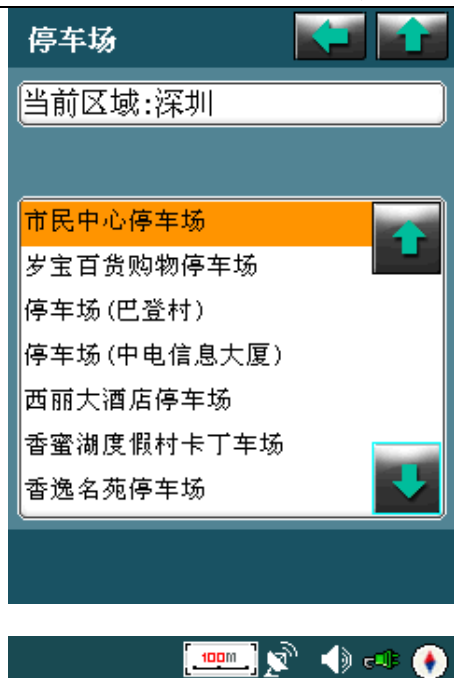 停车场
当前区域:深圳
市民中心停车场
岁宝百货购物停车场
停车场(巴登村)
停车场(中电信息大厦)
西丽大酒店停车场
香蜜湖度假村卡丁车场
香逸名苑停车场
100M